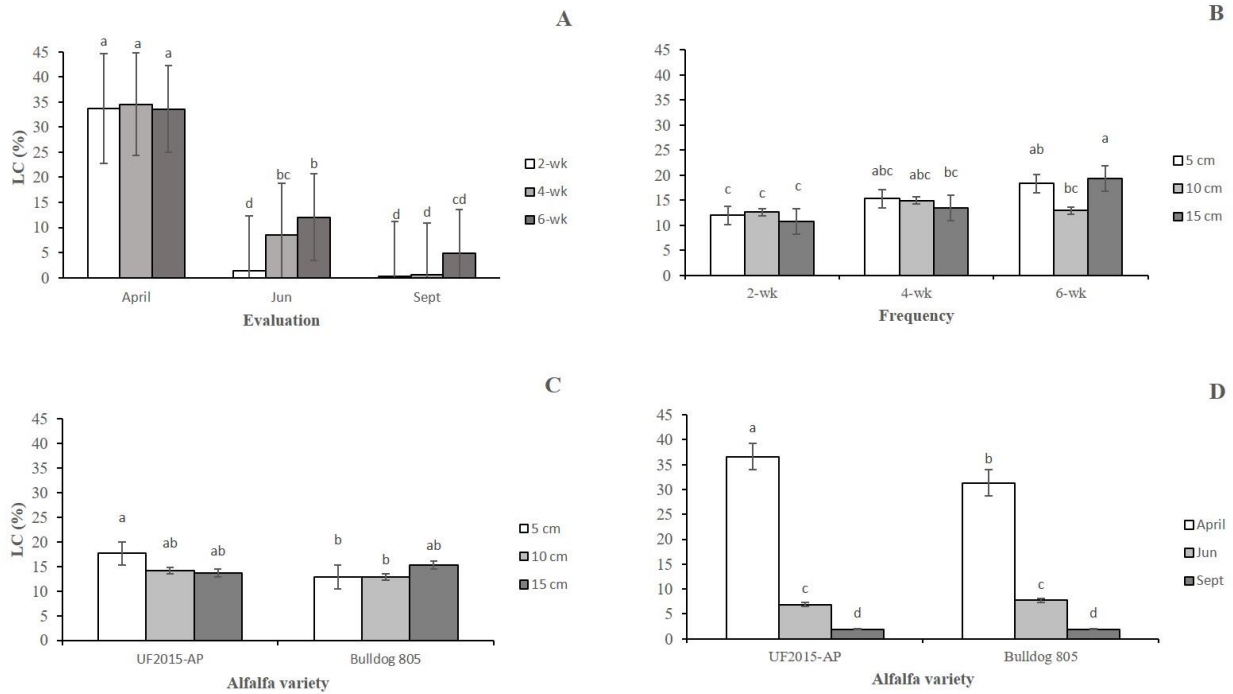 A
45
40
35
30
25
20
15
10
5
0
LC (%)
a a a
d bc b
d d cd
April Jun Sept
Evaluation
2-wk
4-wk
6-wk
B
45
40
35
30
25
20
15
10
5
0
c c c
abc abc bc
ab bc a
2-wk 4-wk 6-wk
Frequency
5 cm
10 cm
15 cm
C
45
40
35
30
25
20
15
10
5
0
LC (%)
a ab ab
b b ab
UF2015-AP Bulldog 805
Alfalfa variety
5 cm
10 cm
15 cm
D
45
40
35
30
25
20
15
10
5
0
a c d
b c d
UF2015-AP Bulldog 805
Alfalfa variety
April
Jun
Sept